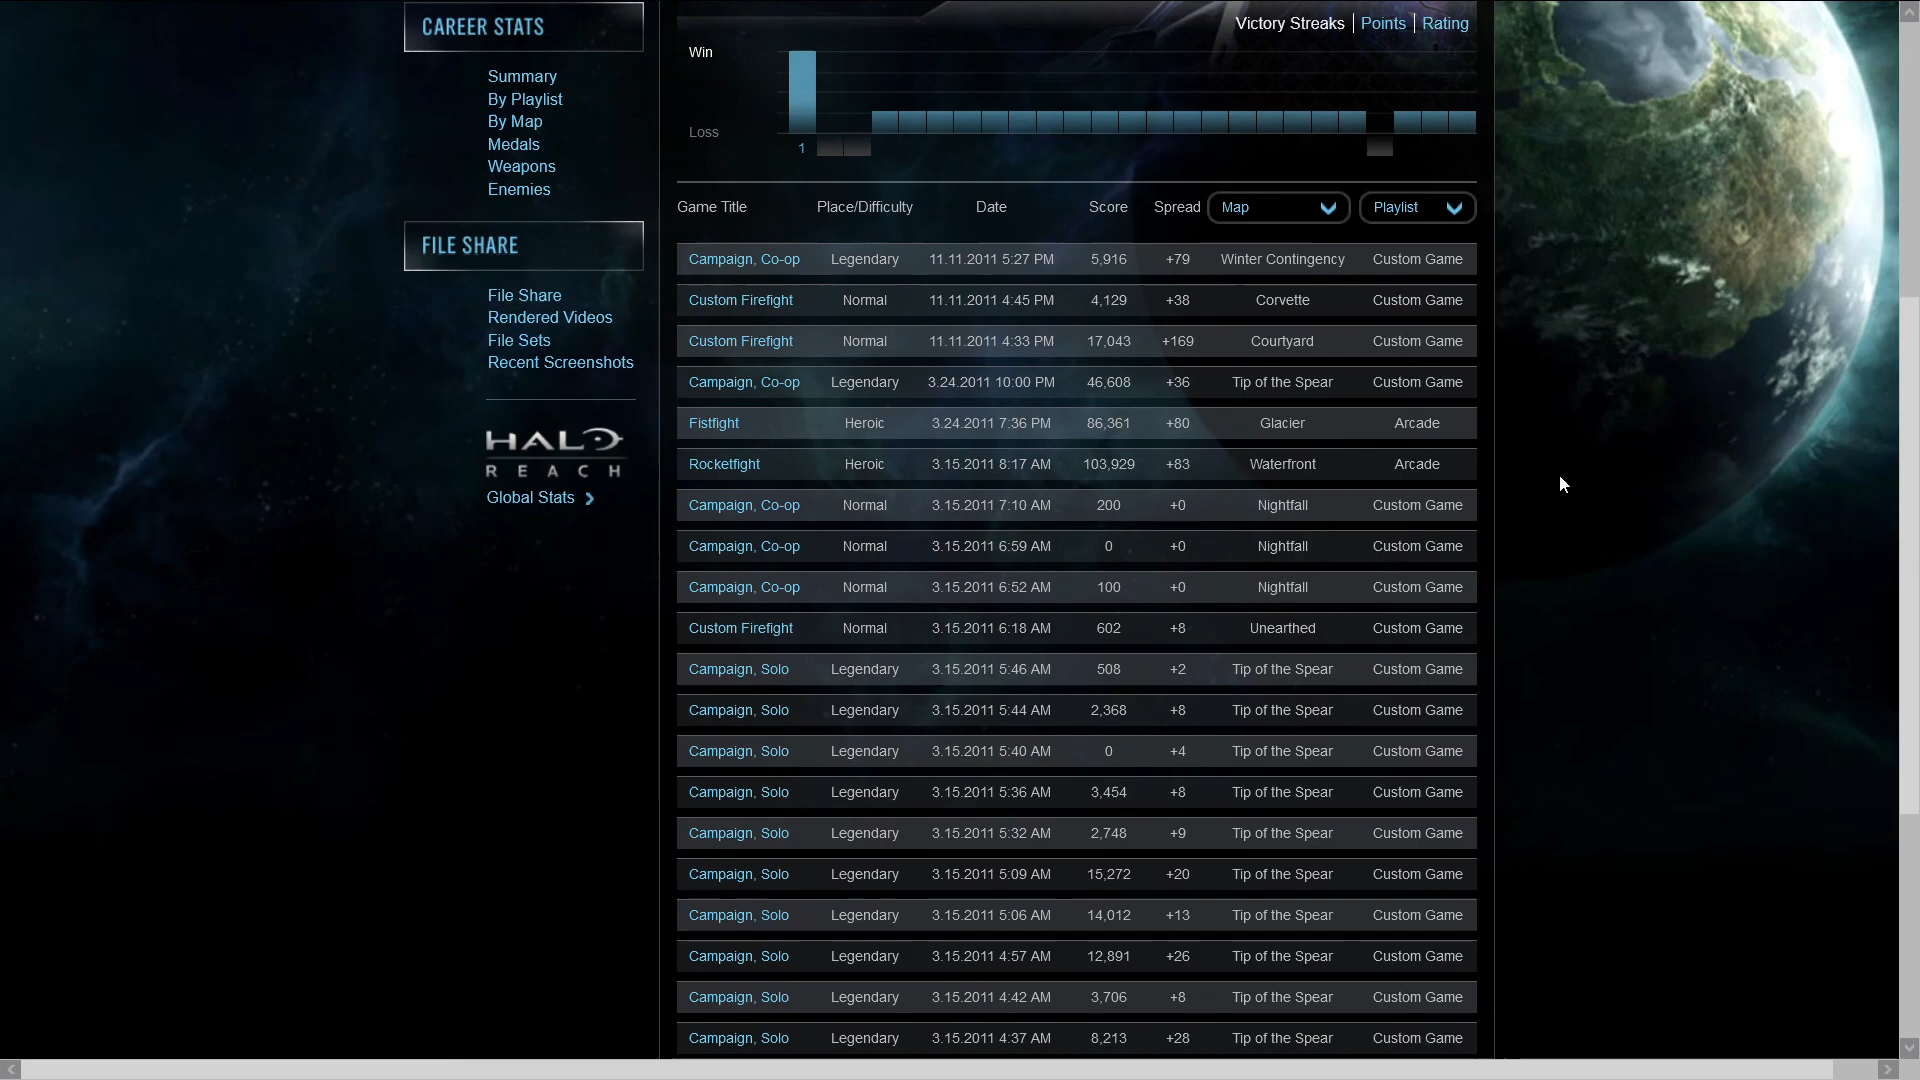 CAREER STATS
Summary
By Playlist
By Map
Medals
Weapons
Enemies
FILE SHARE
File Share
Rendered Videos
File Sets
Recent Screenshots
HALO
REACH
Global Stats
Victory Streaks | Points | Rating
Win
Loss
1
Game Title Place/Difficulty Date Score Spread Map Playlist
Campaign, Co-op Legendary 11.11.2011 5:27 PM 5,916 +79 Winter Contingency Custom Game
Custom Firefight Normal 11.11.2011 4:45 PM 4,129 +38 Corvette Custom Game
Custom Firefight Normal 11.11.2011 4:33 PM 17,043 +169 Courtyard Custom Game
Campaign, Co-op Legendary 3.24.2011 10:00 PM 46,608 +36 Tip of the Spear Custom Game
Fistfight Heroic 3.24.2011 7:36 PM 86,361 +80 Glacier Arcade
Rocketfight Heroic 3.15.2011 8:17 AM 103,929 +83 Waterfront Arcade
Campaign, Co-op Normal 3.15.2011 7:10 AM 200 +0 Nightfall Custom Game
Campaign, Co-op Normal 3.15.2011 6:59 AM 0 +0 Nightfall Custom Game
Campaign, Co-op Normal 3.15.2011 6:52 AM 100 +0 Nightfall Custom Game
Custom Firefight Normal 3.15.2011 6:18 AM 602 +8 Unearthed Custom Game
Campaign, Solo Legendary 3.15.2011 5:46 AM 508 +2 Tip of the Spear Custom Game
Campaign, Solo Legendary 3.15.2011 5:44 AM 2,368 +8 Tip of the Spear Custom Game
Campaign, Solo Legendary 3.15.2011 5:40 AM 0 +4 Tip of the Spear Custom Game
Campaign, Solo Legendary 3.15.2011 5:36 AM 3,454 +8 Tip of the Spear Custom Game
Campaign, Solo Legendary 3.15.2011 5:32 AM 2,748 +9 Tip of the Spear Custom Game
Campaign, Solo Legendary 3.15.2011 5:09 AM 15,272 +20 Tip of the Spear Custom Game
Campaign, Solo Legendary 3.15.2011 5:06 AM 14,012 +13 Tip of the Spear Custom Game
Campaign, Solo Legendary 3.15.2011 4:57 AM 12,891 +26 Tip of the Spear Custom Game
Campaign, Solo Legendary 3.15.2011 4:42 AM 3,706 +8 Tip of the Spear Custom Game
Campaign, Solo Legendary 3.15.2011 4:37 AM 8,213 +28 Tip of the Spear Custom Game